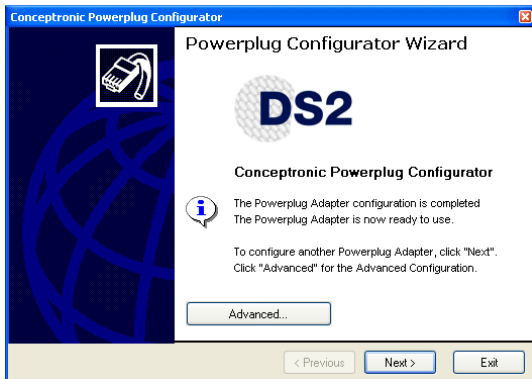 Conceptronic Powerplug Configurator
Powerplug Configurator Wizard
DS2
Conceptronic Powerplug Configurator
The Powerplug Adapter configuration is completed
The Powerplug Adapter is now ready to use.
To configure another Powerplug Adapter, click "Next".
Click "Advanced" for the Advanced Configuration.
Advanced...
< Previous
Next >
Exit